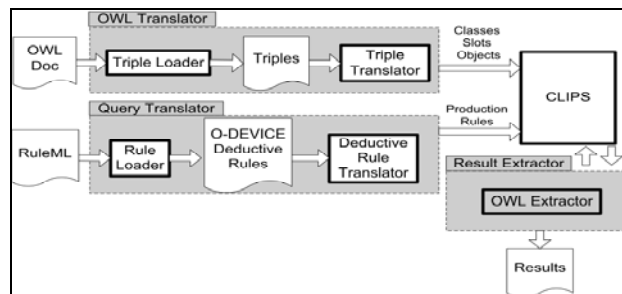 OWL Translator
OWL
Doc
Triple Loader
Triples
Triple
Translator
Classes
Slots
Objects
CLIPS
Query Translator
RuleML
Rule
Loader
O-DEVICE
Deductive
Rules
Deductive
Rule
Translator
Production
Rules
Result Extractor
OWL Extractor
Results